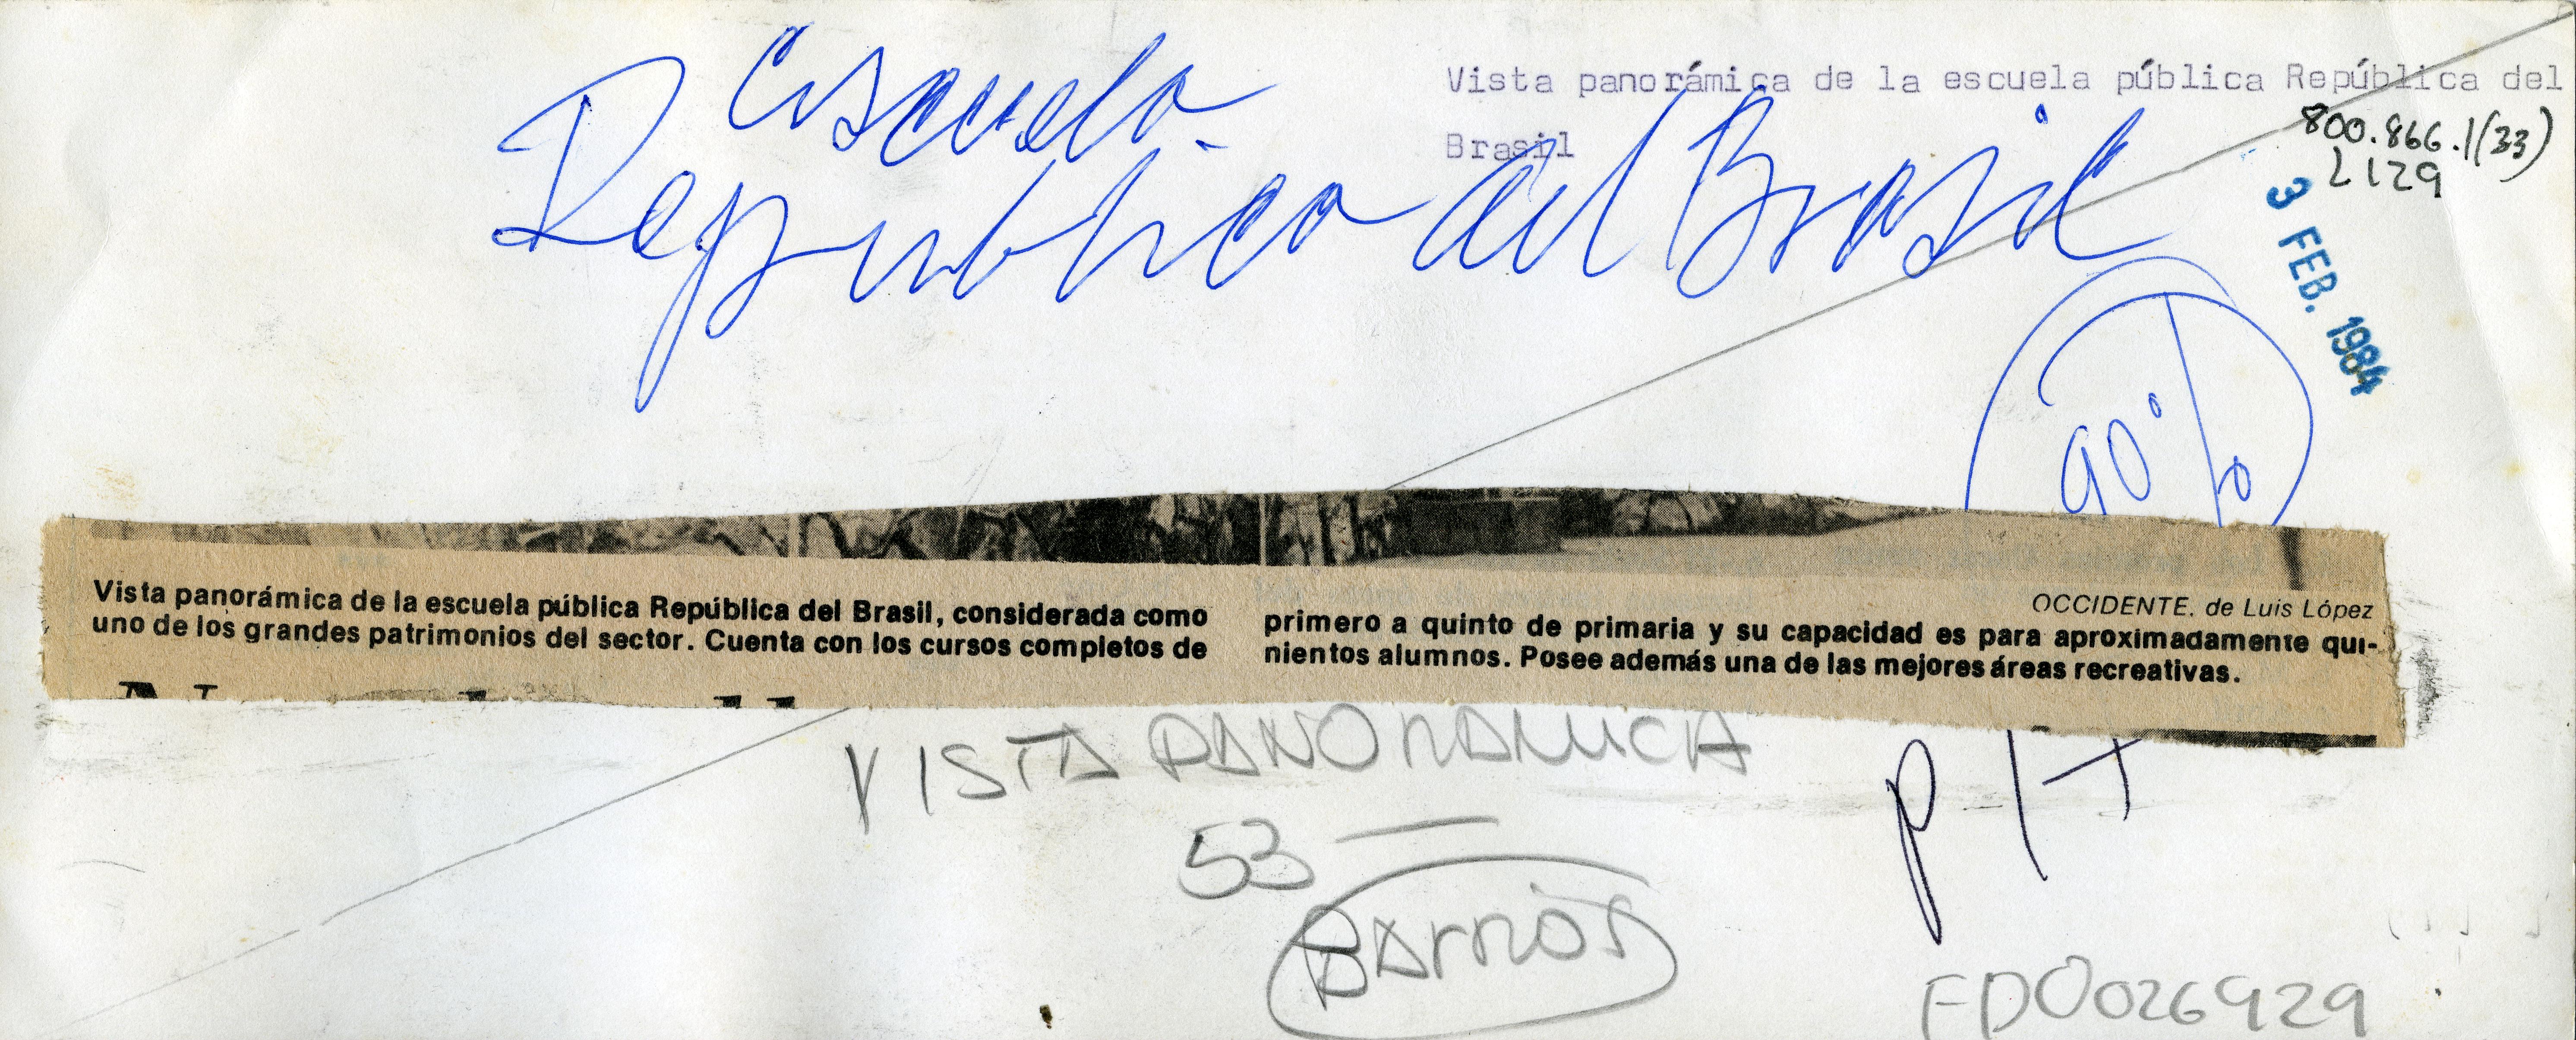 Escuela
República del Brasil
Vista panorámica de la escuela pública República del
Brasil
800.866.1(33)
L129
3 FEB. 1984
90%
OCCIDENTE. de Luis López
Vista panorámica de la escuela pública República del Brasil, considerada como
uno de los grandes patrimonios del sector. Cuenta con los cursos completos de
primero a quinto de primaria y su capacidad es para aproximadamente qui-
nientos alumnos. Posee además una de las mejores áreas recreativas.
VISTA PANORAMICA
53
BArrios
FD0026929